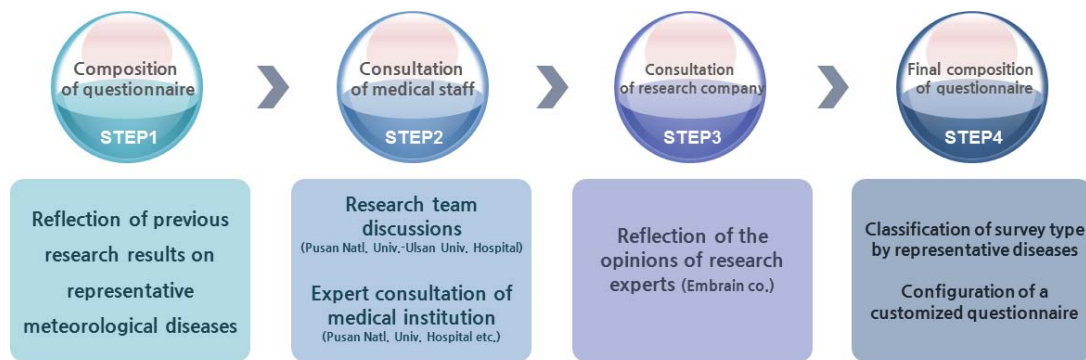 Composition
of questionnaire
STEP1
Consultation
of medical staff
STEP2
Consultation
of research company
STEP3
Final composition
of questionnaire
STEP4
Reflection of previous
research results on
representative
meteorological diseases
Research team
discussions
(Pusan Natl. Univ.-Ulsan Univ. Hospital)
Expert consultation of
medical institution
(Pusan Natl. Univ. Hospital etc.)
Reflection of the
opinions of research
experts (Embrain co.)
Classification of survey type
by representative diseases
Configuration of a
customized questionnaire